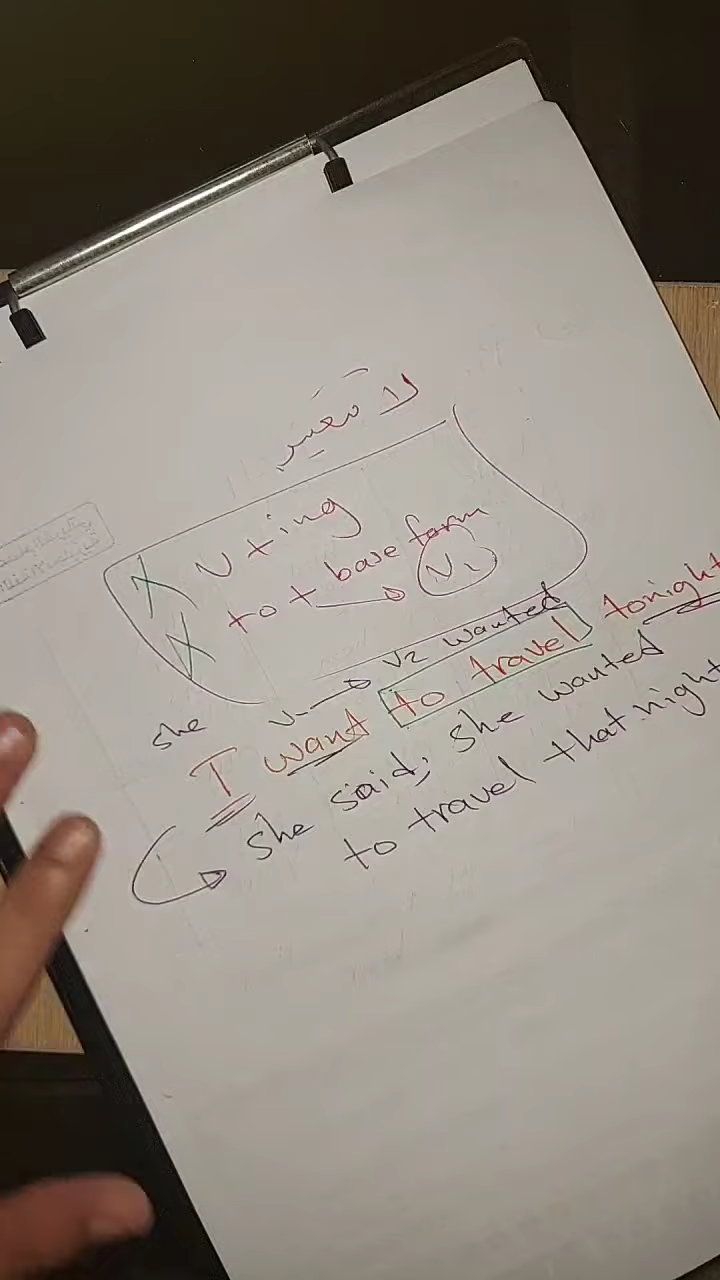 لا تتغير
X V + ing
X to + base form
V1
V1 → V2 wanted
she
I want to travel tonight
she said; she wanted
to travel that night